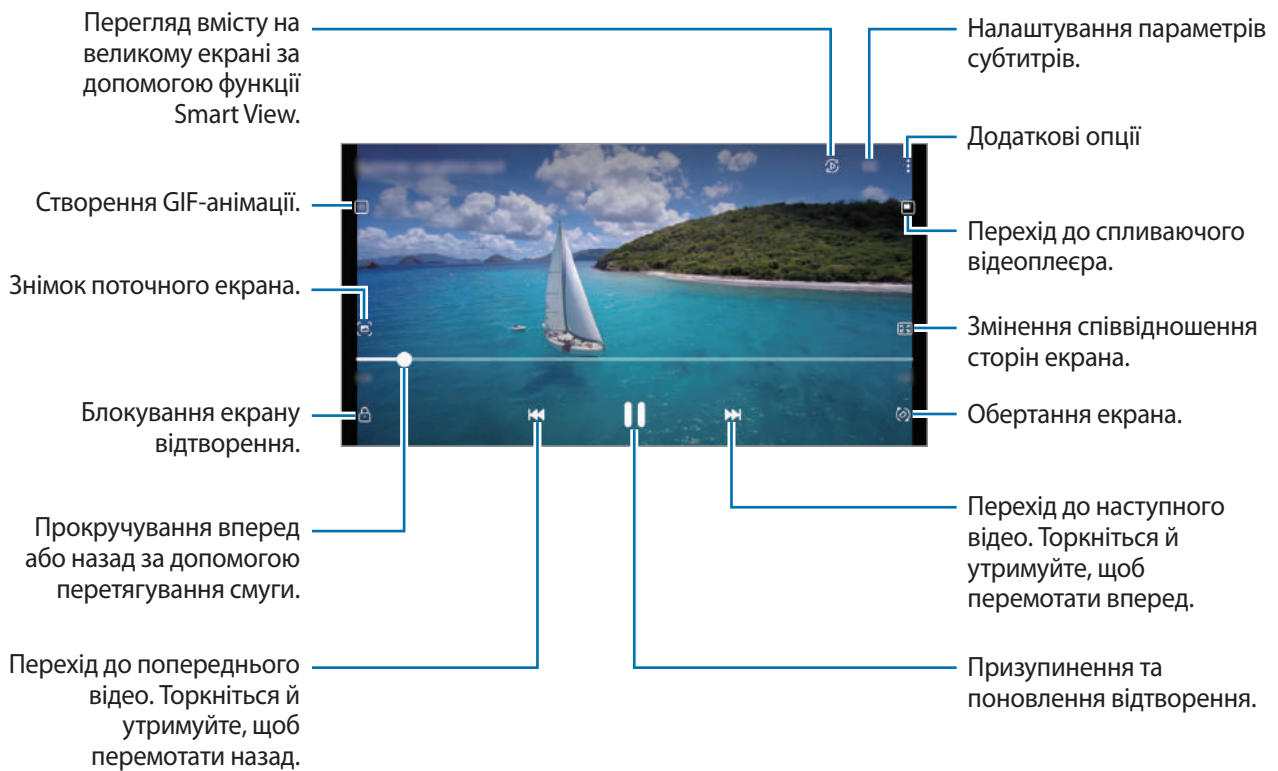 Перегляд вмісту на
великому екрані за
допомогою функції
Smart View.
Створення GIF-анімації.
Знімок поточного екрана.
Блокування екрану
відтворення.
Прокручування вперед
або назад за допомогою
перетягування смуги.
Перехід до попереднього
відео. Торкніться й
утримуйте, щоб
перемотати назад.
Налаштування параметрів
субтитрів.
Додаткові опції
Перехід до спливаючого
відеоплеєра.
Змінення співвідношення
сторін екрана.
Обертання екрана.
Перехід до наступного
відео. Торкніться й
утримуйте, щоб
перемотати вперед.
Призупинення та
поновлення відтворення.